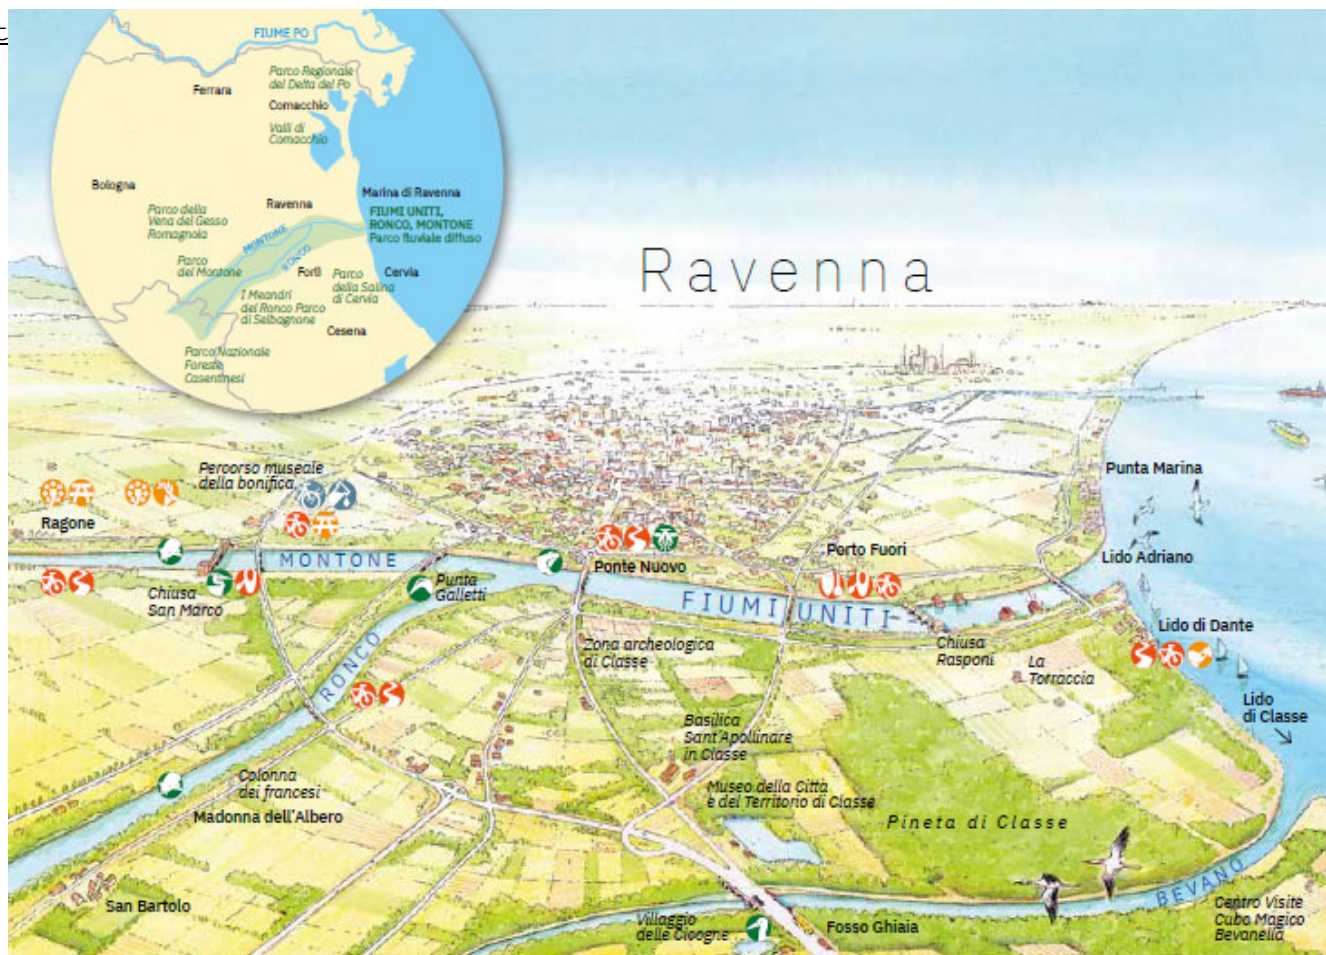 FIUME PO
Parco Regionale
del Delta del Po
Ferrara
Comacchio
Valli di
Comacchio
Bologna
Marina di Ravenna
Ravenna
Parco della
Vena del Gesso
Romagnola
FIUMI UNITI,
RONCO, MONTONE
Parco fluviale diffuso
MONTONE
RONCO
Parco
del Montone
Forlì
Parco
della Salina
di Cervia
Cervia
I Meandri
del Ronco Parco
di Selbagnone
Cesena
Parco Nazionale
Foreste
Casentinesi
Ravenna
Percorso museale
della bonifica
Punta Marina
Ragone
MONTONE
Ponte Nuovo
Porto Fuori
Lido Adriano
Chiusa
San Marco
Punta
Galletti
FIUMI UNITI
Lido di Dante
RONCO
Zona archeologica
di Classe
Chiusa
Rasponi
La
Torraccia
Lido
di Classe
Basilica
Sant'Apollinare
in Classe
Colonna
dei francesi
Museo della Città
e del Territorio di Classe
Madonna dell'Albero
Pineta di Classe
BEVANO
San Bartolo
Villaggio
delle Cicogne
Fosso Ghiaia
Centro Visite
Cubo Magico
Bevanella